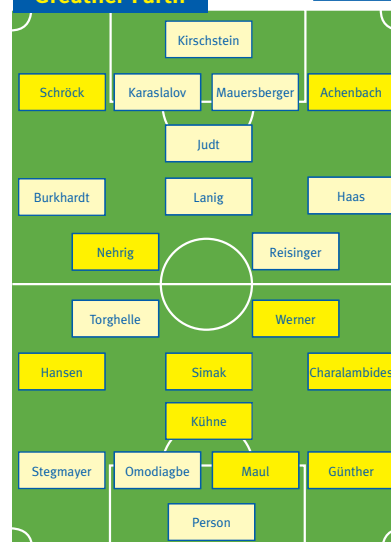 Greuther Fürth
Kirschstein
Schröck Karaslalov Mauersberger Achenbach
Judt
Burkhardt Lanig Haas
Nehrig Reisinger
Torghelle Werner
Hansen Simak Charalambides
Kühne
Stegmayer Omodiagbe Maul Günther
Person